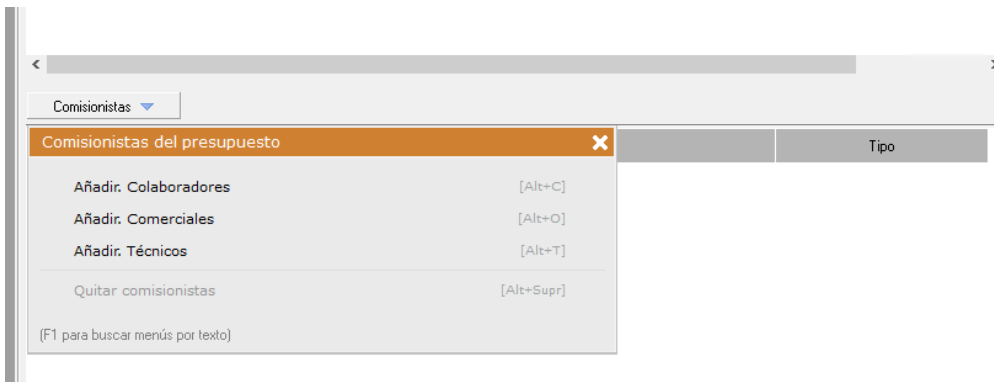 Comisionistas
Comisionistas del presupuesto
Tipo
Añadir. Colaboradores [Alt+C]
Añadir. Comerciales [Alt+O]
Añadir. Técnicos [Alt+T]
Quitar comisionistas [Alt+Supr]
(F1 para buscar menús por texto)